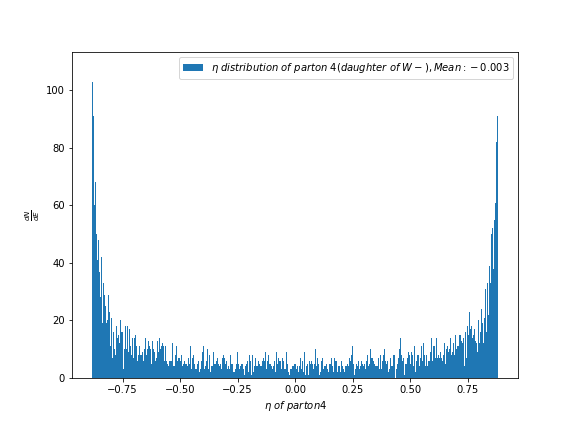 η distribution of parton 4(daughter of W−), Mean : −0.003
100
80
60
40
20
0
dN
dE
−0.75 −0.50 −0.25 0.00 0.25 0.50 0.75
η of parton4